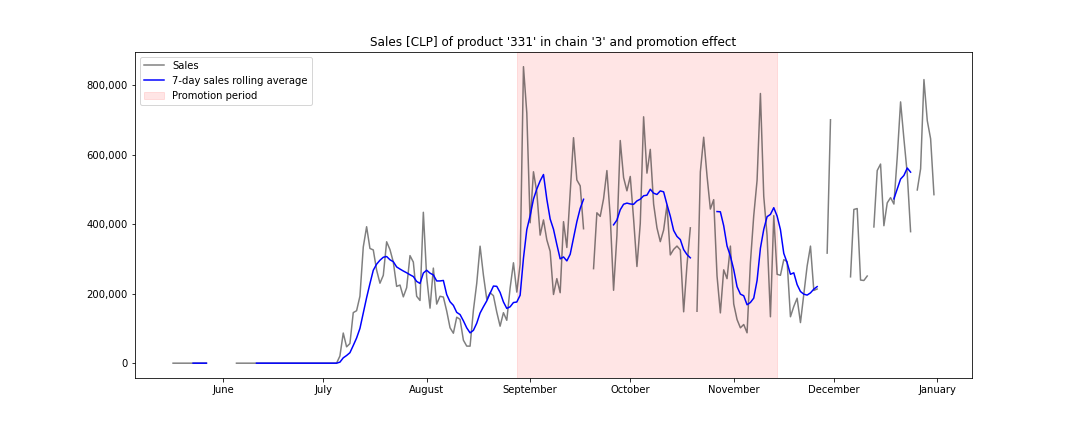 Sales [CLP] of product '331' in chain '3' and promotion effect
Sales
7-day sales rolling average
Promotion period
800,000
600,000
400,000
200,000
0
June July August September October November December January